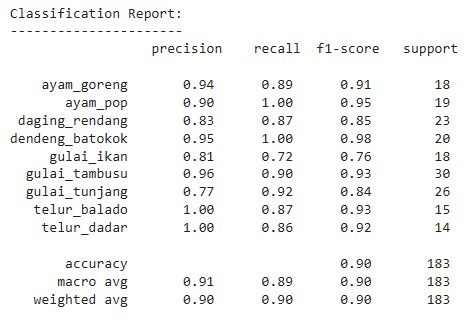 Classification Report:
----------------------
precision recall f1-score support
ayam_goreng 0.94 0.89 0.91 18
ayam_pop 0.90 1.00 0.95 19
daging_rendang 0.83 0.87 0.85 23
dendeng_batokok 0.95 1.00 0.98 20
gulai_ikan 0.81 0.72 0.76 18
gulai_tambusu 0.96 0.90 0.93 30
gulai_tunjang 0.77 0.92 0.84 26
telur_balado 1.00 0.87 0.93 15
telur_dadar 1.00 0.86 0.92 14
accuracy 0.90 183
macro avg 0.91 0.89 0.90 183
weighted avg 0.90 0.90 0.90 183